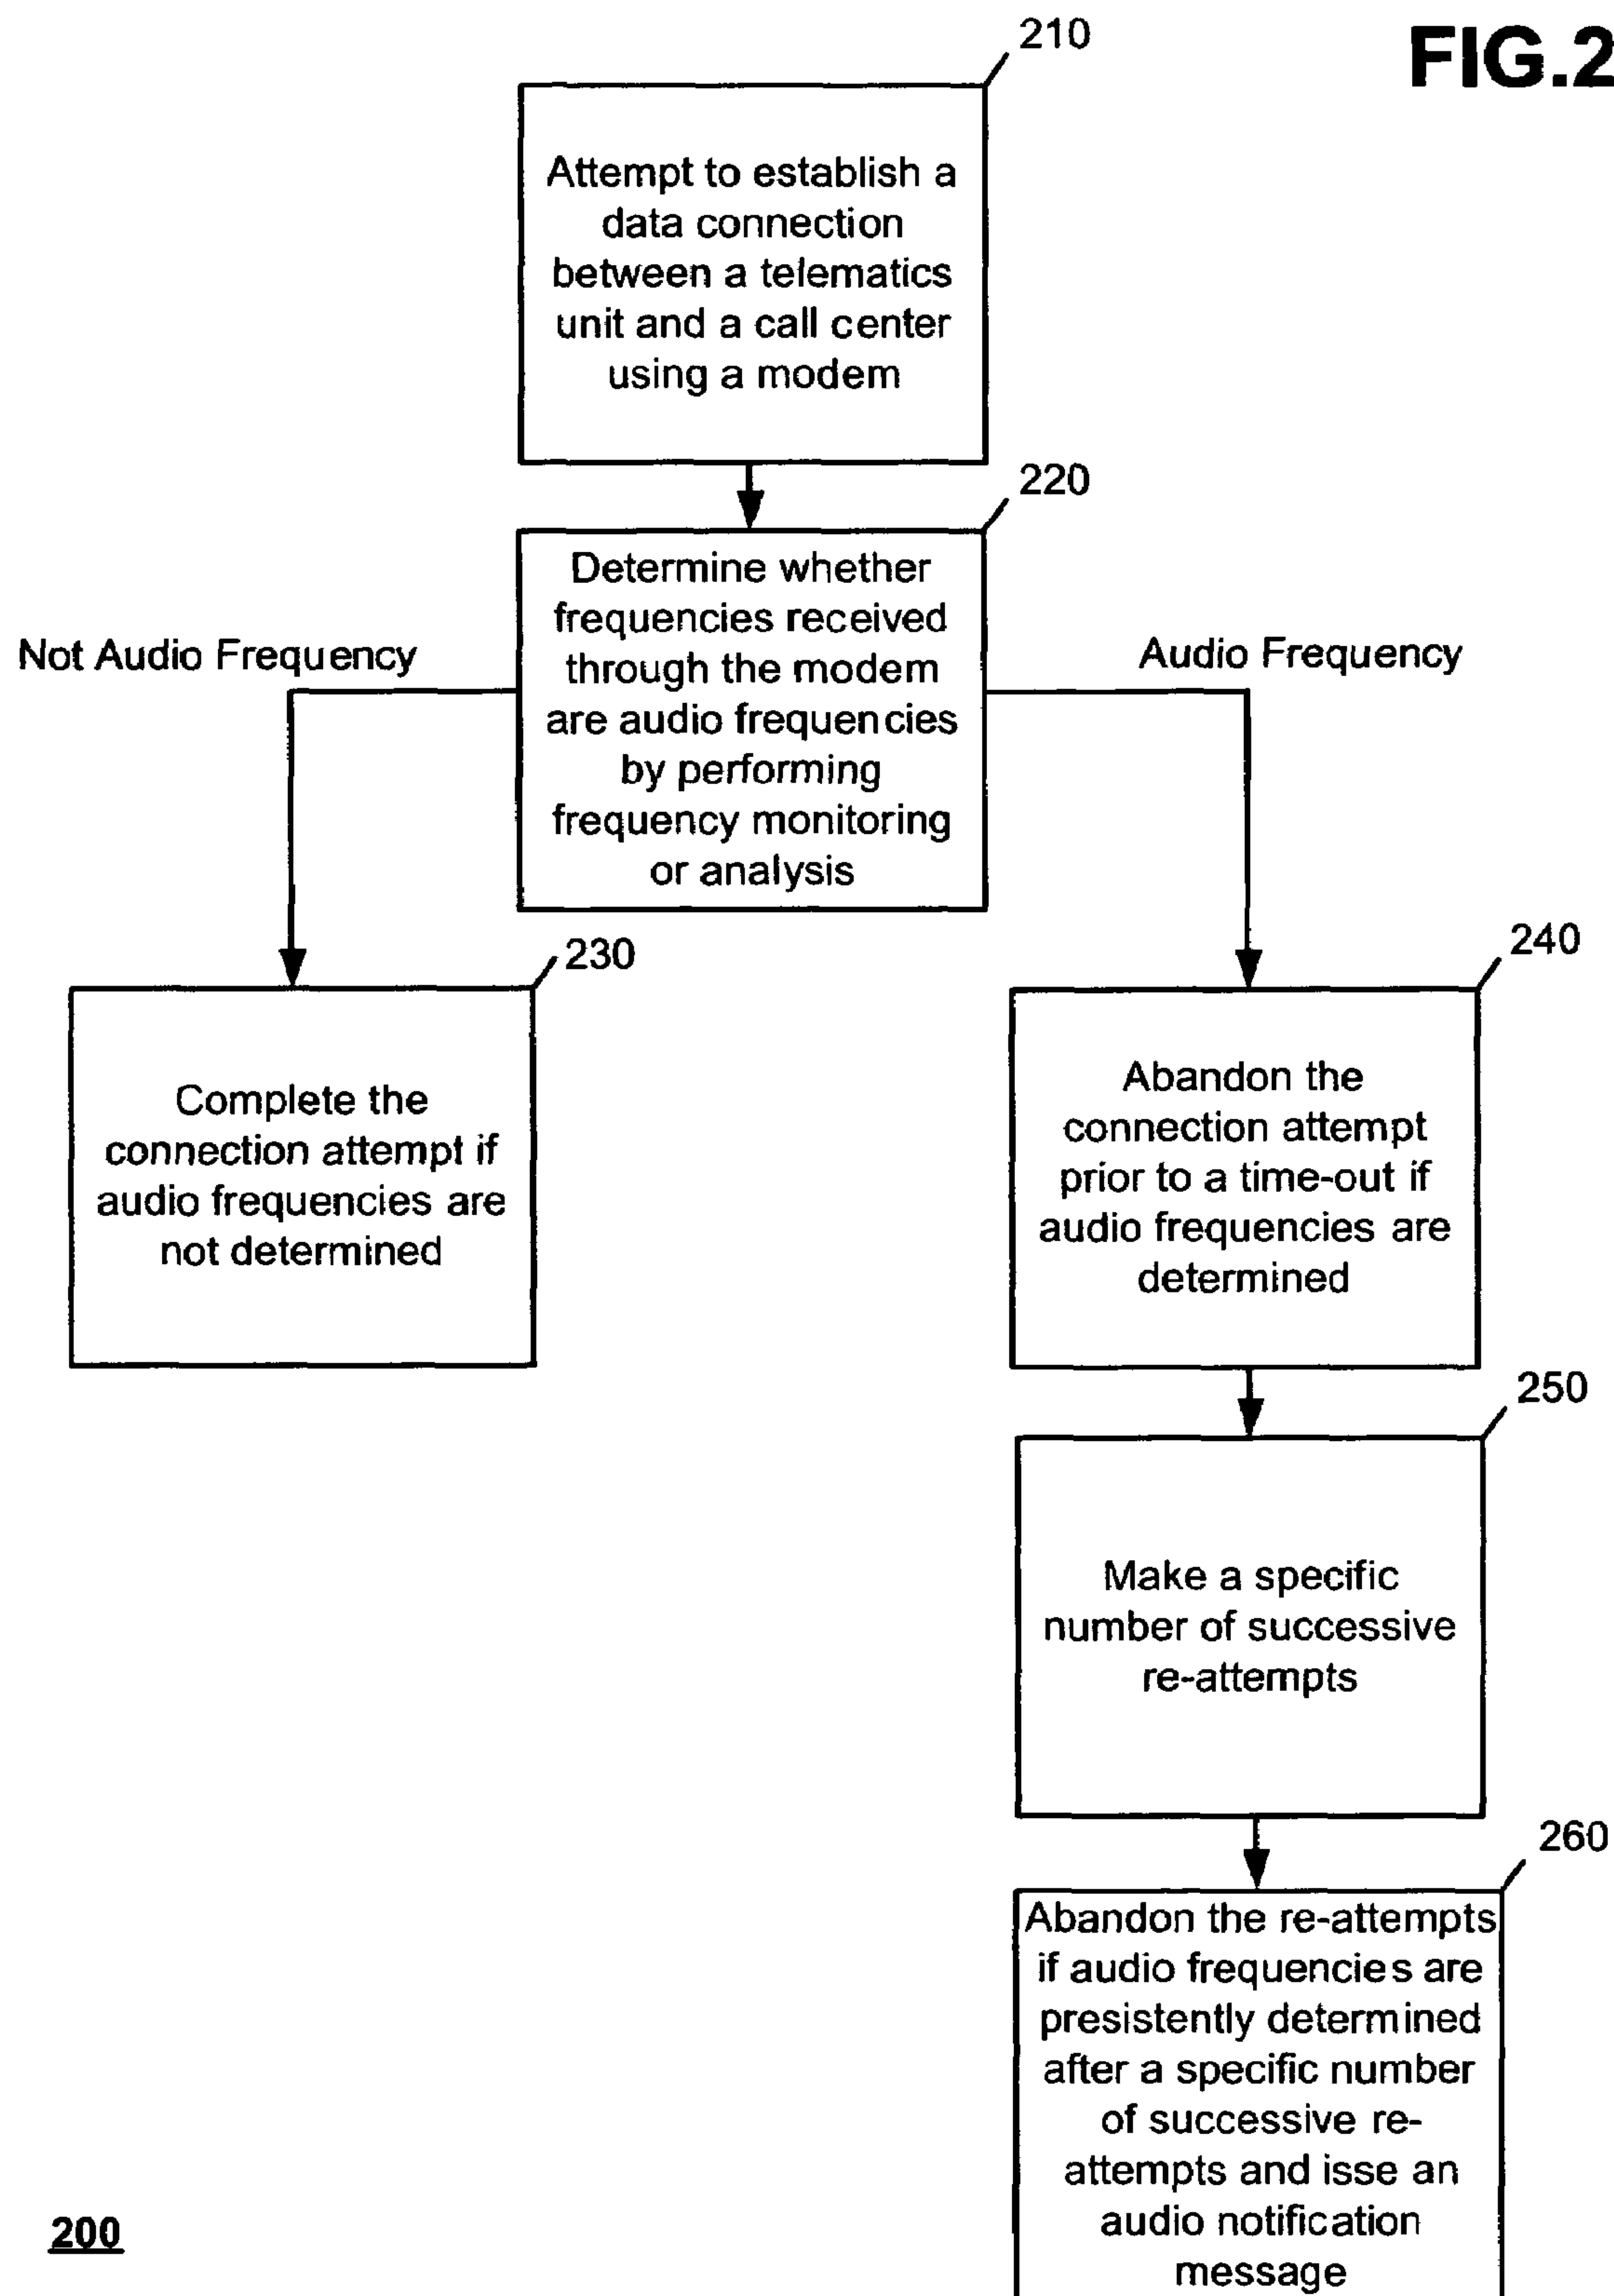 FIG.2
210
Attempt to establish a
data connection
between a telematics
unit and a call center
using a modem
220
Determine whether
frequencies received
through the modem
are audio frequencies
by performing
frequency monitoring
or analysis
Not Audio Frequency
Audio Frequency
230
Complete the
connection attempt if
audio frequencies are
not determined
240
Abandon the
connection attempt
prior to a time-out if
audio frequencies are
determined
250
Make a specific
number of successive
re-attempts
260
Abandon the re-attempts
if audio frequencies are
presistently determined
after a specific number
of successive re-
attempts and isse an
audio notification
message
200